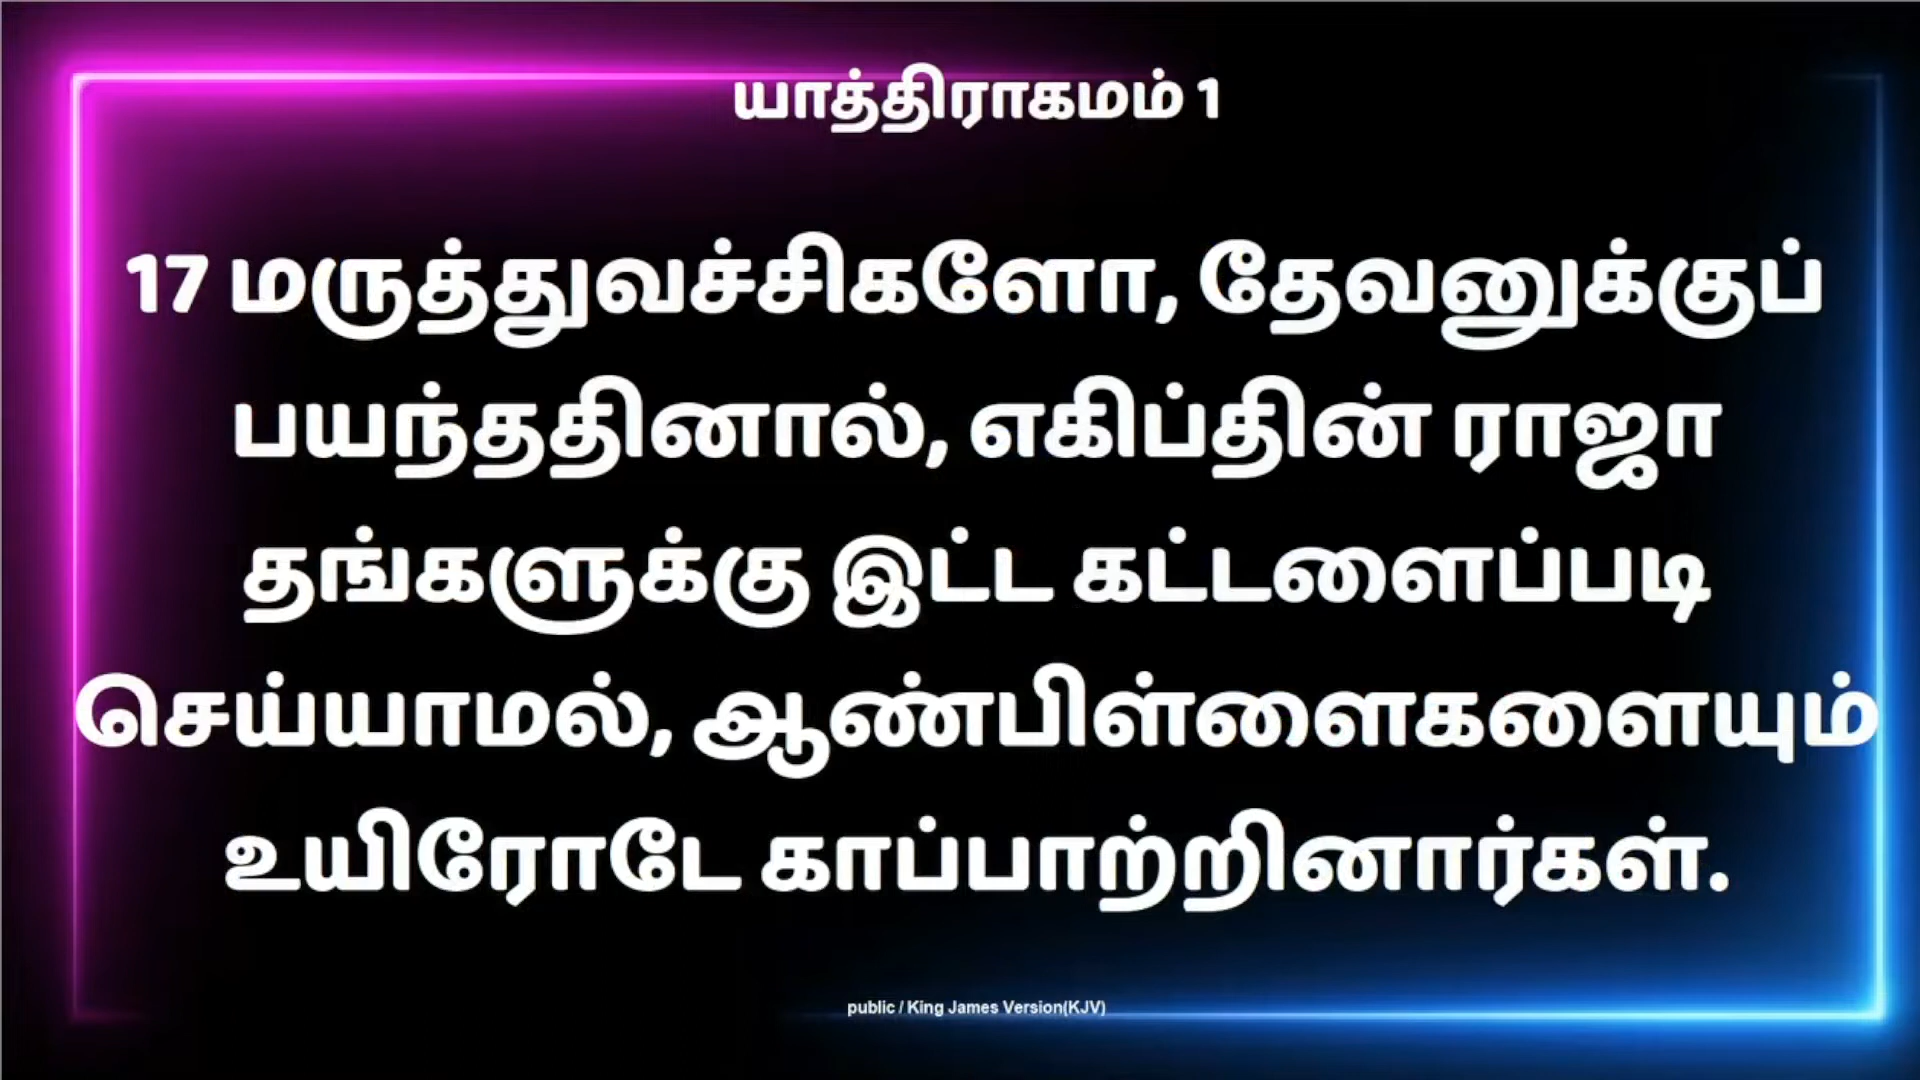 யாத்திராகமம் 1
17 மருத்துவச்சிகளோ, தேவனுக்குப்
பயந்ததினால், எகிப்தின் ராஜா
தங்களுக்கு இட்ட கட்டளைப்படி
செய்யாமல், ஆண்பிள்ளைகளையும்
உயிரோடே காப்பாற்றினார்கள்.
public / King James Version(KJV)